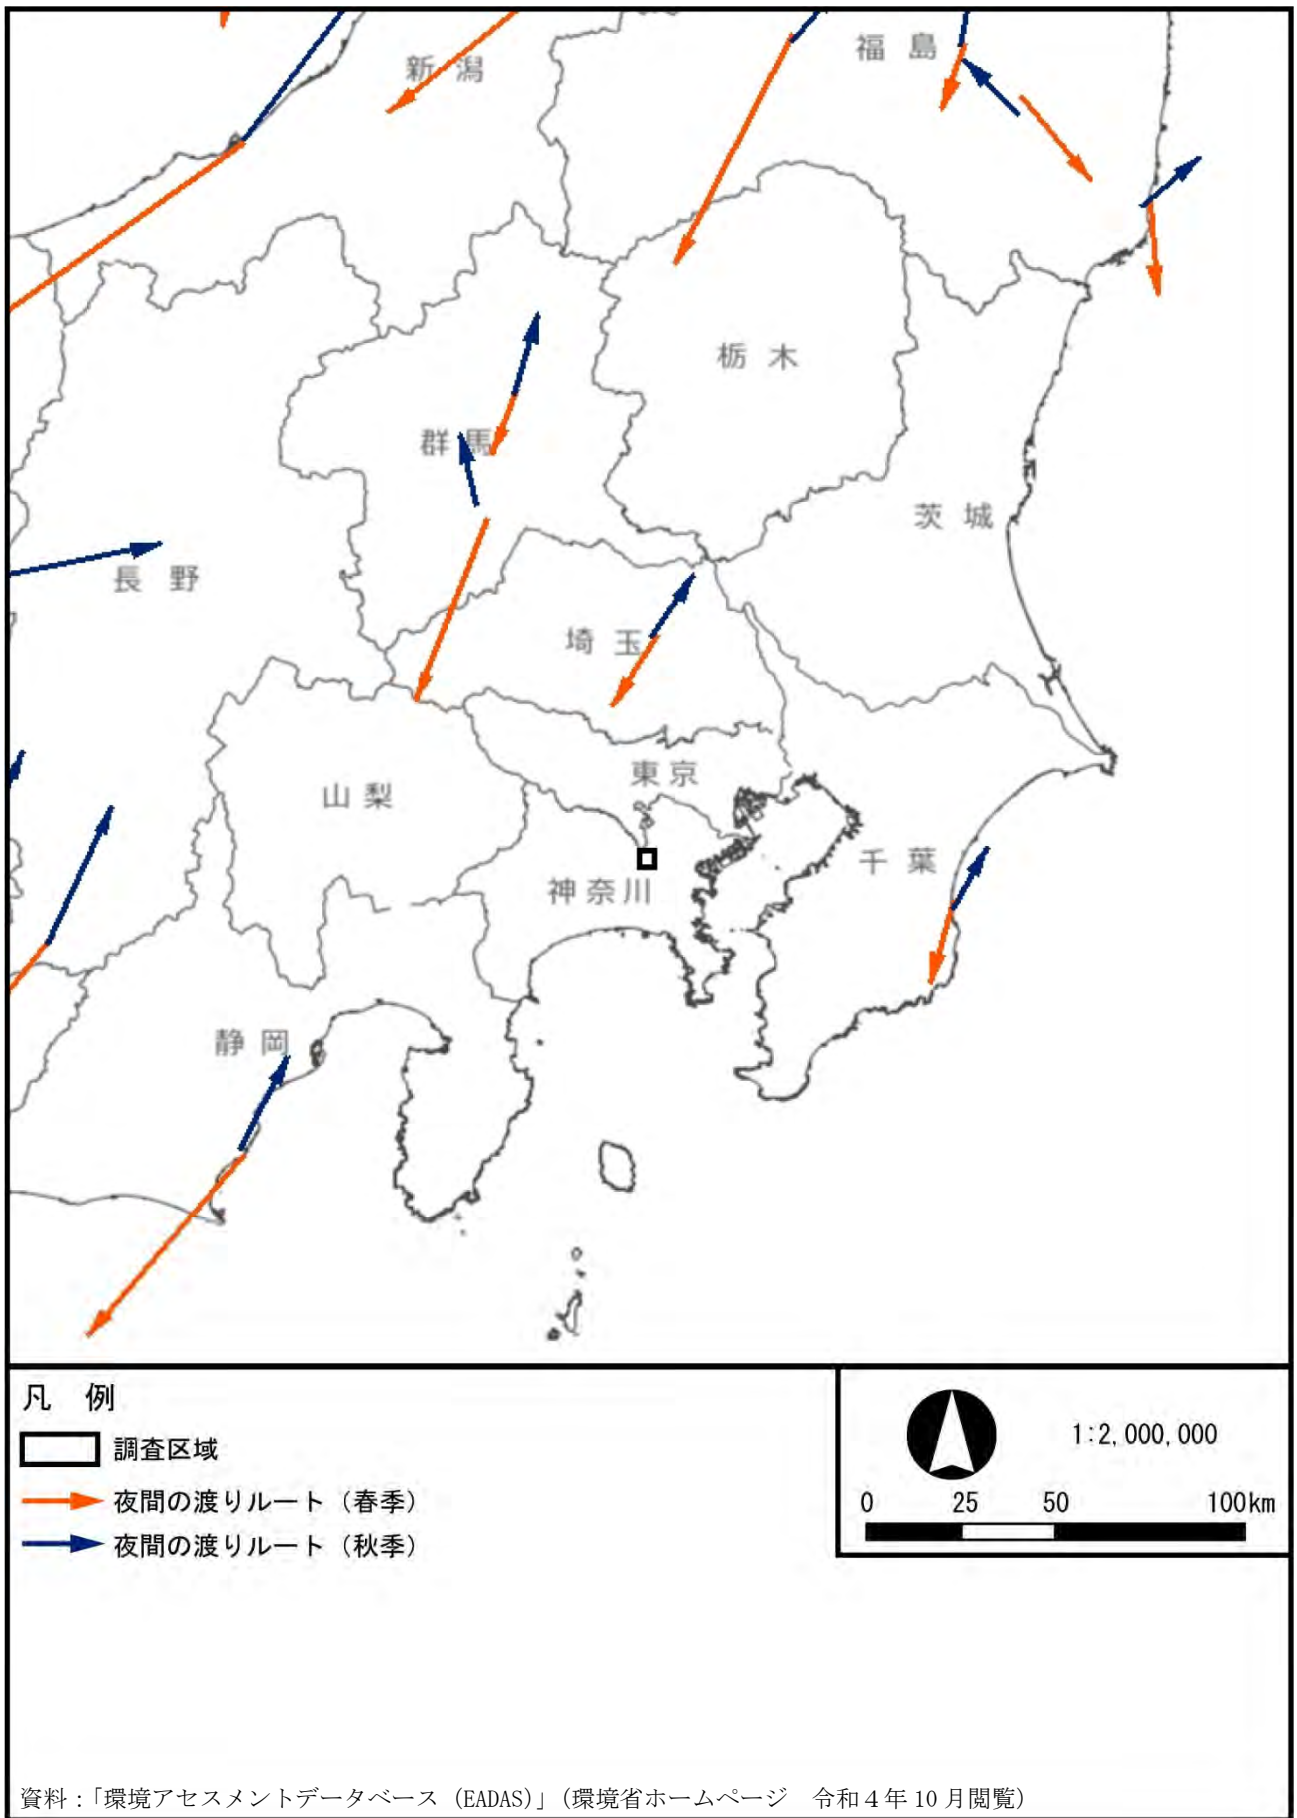 新潟
福島
栃木
群馬
茨城
長野
埼玉
東京
山梨
千葉
神奈川
静岡
凡 例
調査区域
夜間の渡りルート（春季）
夜間の渡りルート（秋季）
1:2,000,000
0 25 50 100km
資料：「環境アセスメントデータベース（EADAS）」（環境省ホームページ　令和４年 10 月閲覧）